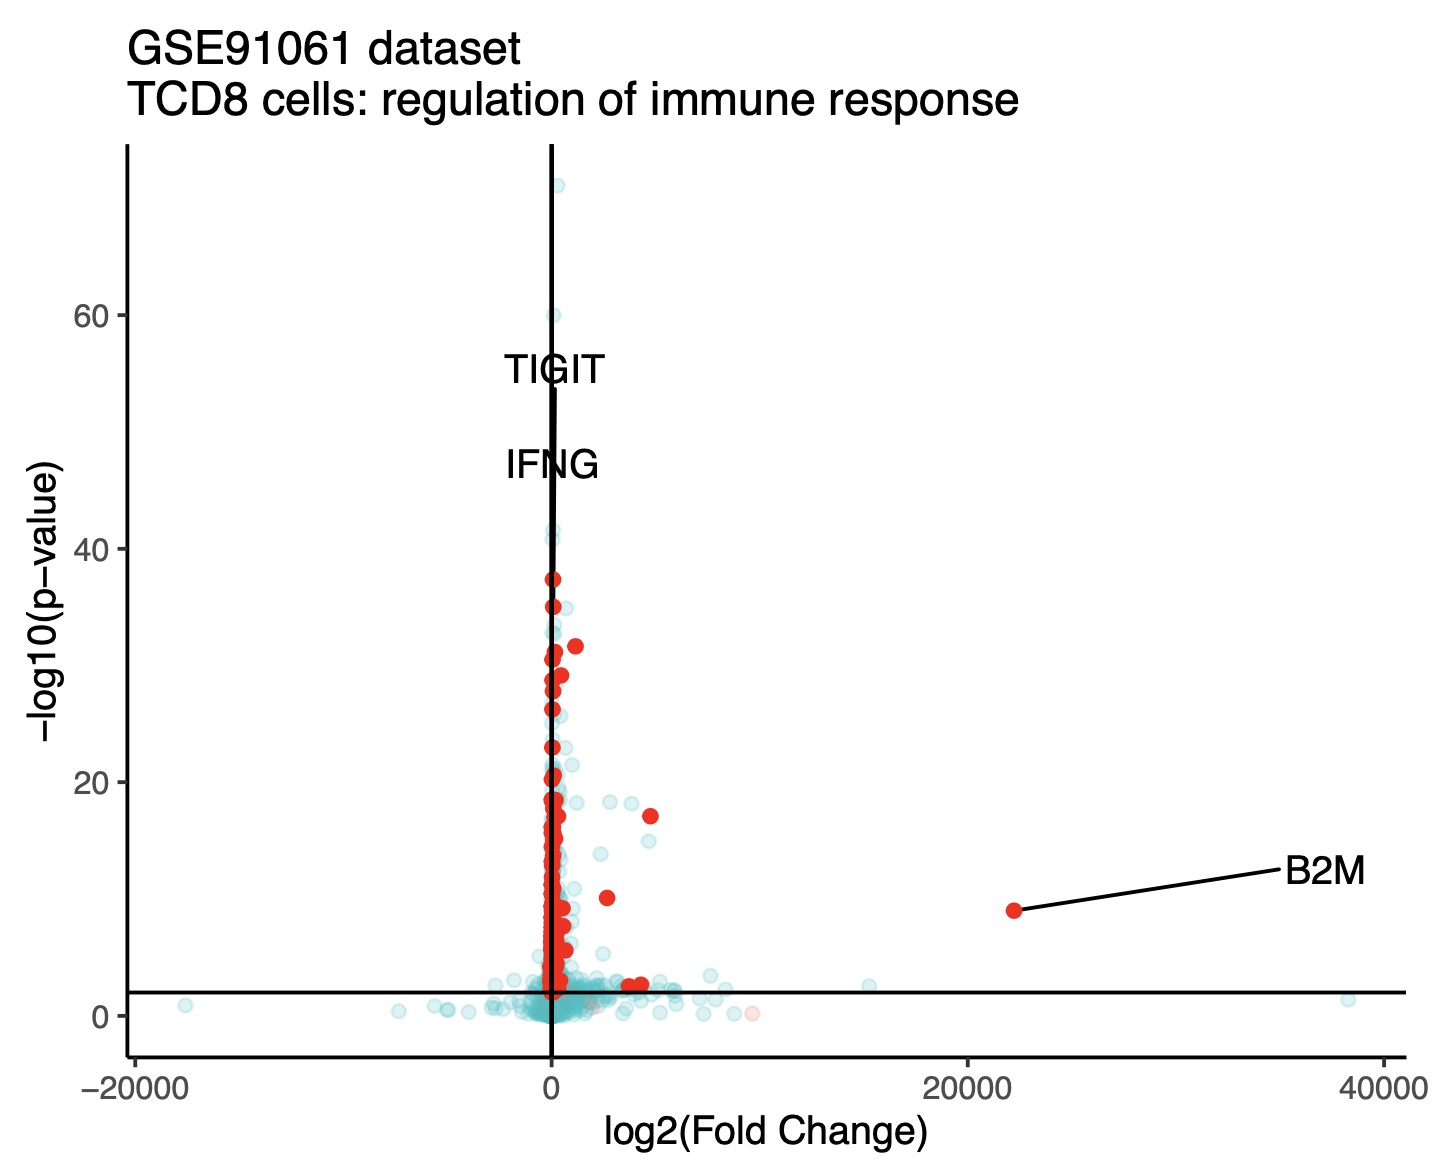 GSE91061 dataset
TCD8 cells: regulation of immune response
60
40
20
0
−log10(p−value)
TIGIT
IFNG
B2M
−20000
0
20000
40000
log2(Fold Change)